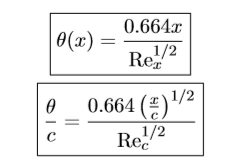 θ(x) = 0.664x / Re_x^{1/2}
θ/c = 0.664 (x/c)^{1/2} / Re_c^{1/2}